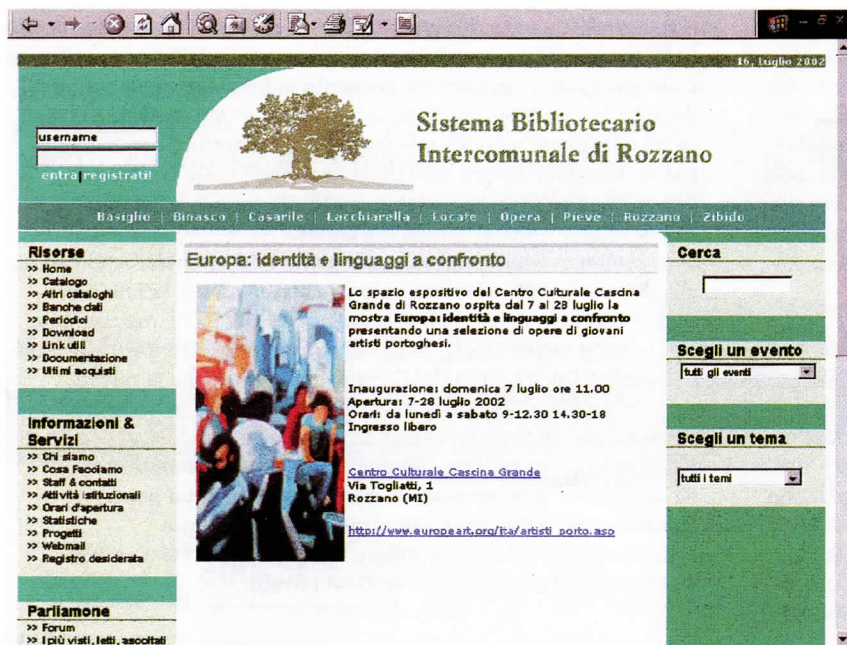 16, Luglio 2002
username
entra|registrati!
Sistema Bibliotecario
Intercomunale di Rozzano
Basiglio | Binasco | Casarile | Lacchiarella | Locate | Opera | Pieve | Rozzano | Zibido
Risorse
>> Home
>> Catalogo
>> Altri cataloghi
>> Banche dati
>> Periodici
>> Download
>> Link utili
>> Documentazione
>> Ultimi acquisti
Informazioni &
Servizi
>> Chi siamo
>> Cosa Facciamo
>> Staff & contatti
>> Attività istituzionali
>> Orari d'apertura
>> Statistiche
>> Progetti
>> Webmail
>> Registro desiderata
Parliamone
>> Forum
>> I più visti, letti, ascoltati
Europa: identità e linguaggi a confronto
Lo spazio espositivo del Centro Culturale Cascina
Grande di Rozzano ospita dal 7 al 28 luglio la
mostra Europa: identità e linguaggi a confronto
presentando una selezione di opere di giovani
artisti portoghesi.
Inaugurazione: domenica 7 luglio ore 11.00
Apertura: 7-28 luglio 2002
Orari: da lunedì a sabato 9-12.30 14.30-18
Ingresso libero
Centro Culturale Cascina Grande
Via Togliatti, 1
Rozzano (MI)
http://www.europeart.org/ita/artisti_porto.asp
Cerca
Scegli un evento
tutti gli eventi
Scegli un tema
tutti i temi